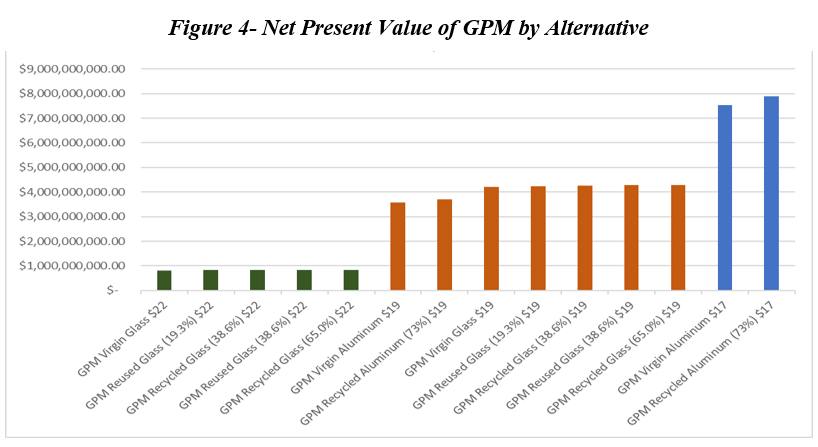 Figure 4- Net Present Value of GPM by Alternative
$9,000,000,000.00
$8,000,000,000.00
$7,000,000,000.00
$6,000,000,000.00
$5,000,000,000.00
$4,000,000,000.00
$3,000,000,000.00
$2,000,000,000.00
$1,000,000,000.00
$-
GPM Virgin Glass $22
GPM Reused Glass (19.3%) $22
GPM Recycled Glass (38.6%) $22
GPM Reused Glass (38.6%) $22
GPM Recycled Glass (65.0%) $22
GPM Virgin Aluminum $19
GPM Recycled Aluminum (73%) $19
GPM Virgin Glass $19
GPM Reused Glass (19.3%) $19
GPM Recycled Glass (38.6%) $19
GPM Reused Glass (38.6%) $19
GPM Recycled Glass (65.0%) $19
GPM Virgin Aluminum $17
GPM Recycled Aluminum (73%) $17